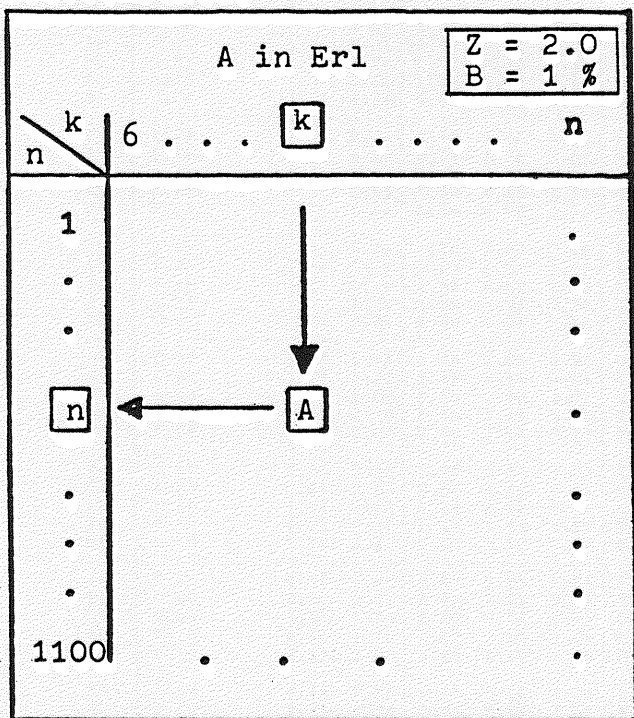 A in Erl
Z = 2.0
B = 1 %
k
n
6 . . . k . . . . n
1 .
. .
. .
n A .
. .
. .
. .
1100 . . . .